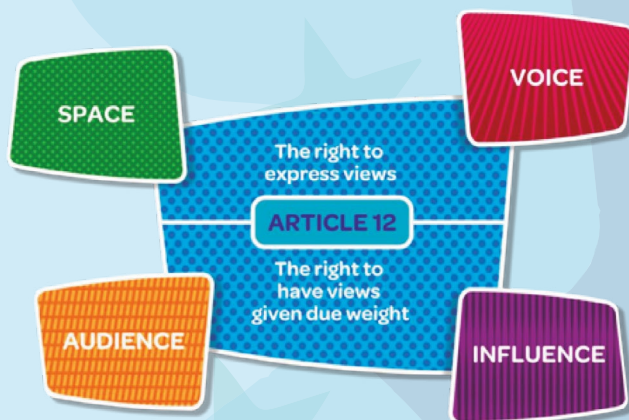 SPACE
VOICE
The right to
express views
ARTICLE 12
The right to
have views
given due weight
AUDIENCE
INFLUENCE